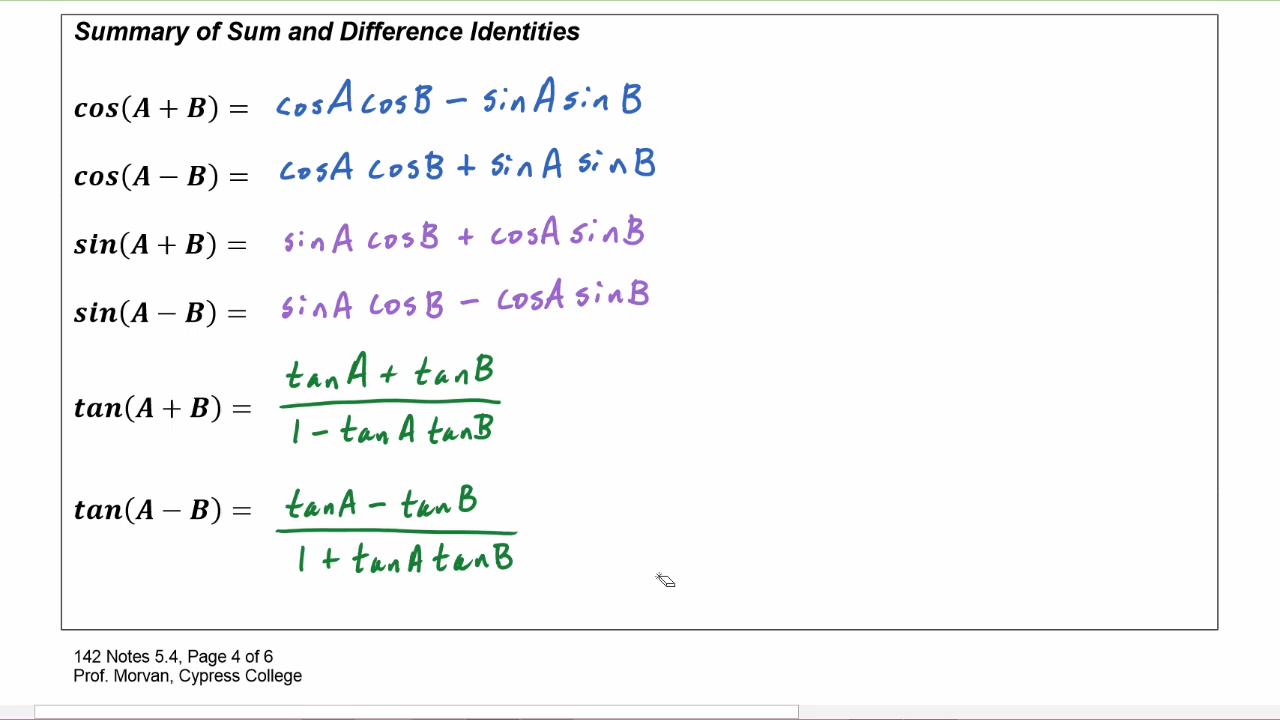 Summary of Sum and Difference Identities
cos(A + B) = cosA cosB − sinA sinB
cos(A − B) = cosA cosB + sinA sinB
sin(A + B) = sinA cosB + cosA sinB
sin(A − B) = sinA cosB − cosA sinB
tanA + tanB
tan(A + B) =
1 − tanA tanB
tanA − tanB
tan(A − B) =
1 + tanA tanB
142 Notes 5.4, Page 4 of 6
Prof. Morvan, Cypress College